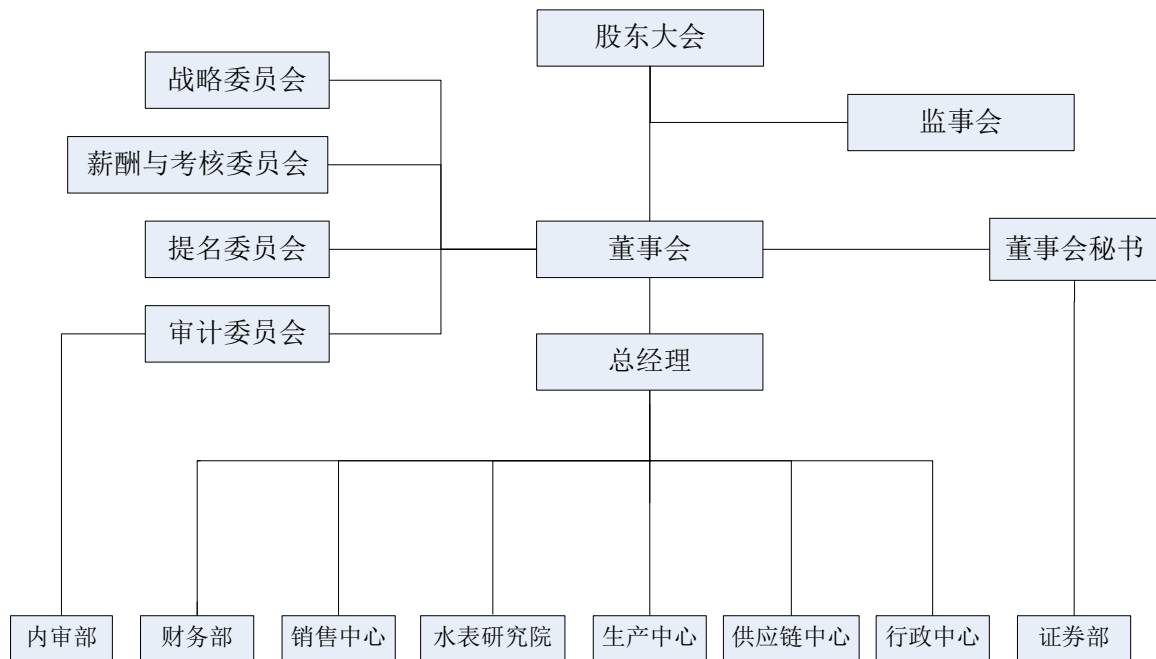 股东大会
战略委员会
监事会
薪酬与考核委员会
提名委员会
董事会
董事会秘书
审计委员会
总经理
内审部
财务部
销售中心
水表研究院
生产中心
供应链中心
行政中心
证券部